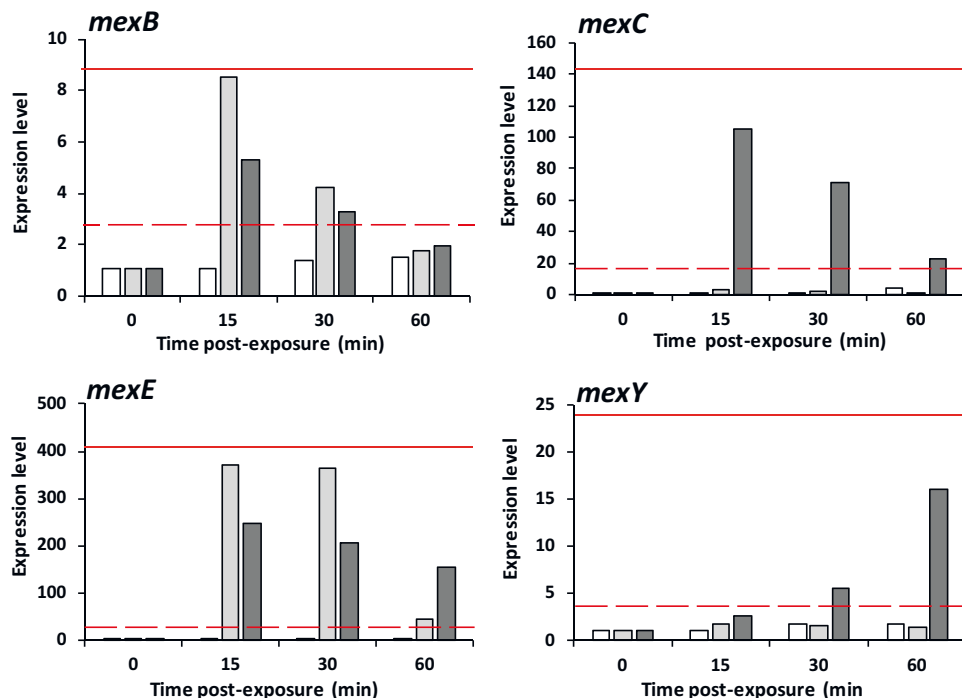 mexB
Expression level
10
8
6
4
2
0
0 15 30 60
Time post-exposure (min)
mexC
Expression level
160
140
120
100
80
60
40
20
0
0 15 30 60
Time post-exposure (min)
mexE
Expression level
500
400
300
200
100
0
0 15 30 60
Time post-exposure (min)
mexY
Expression level
25
20
15
10
5
0
0 15 30 60
Time post-exposure (min